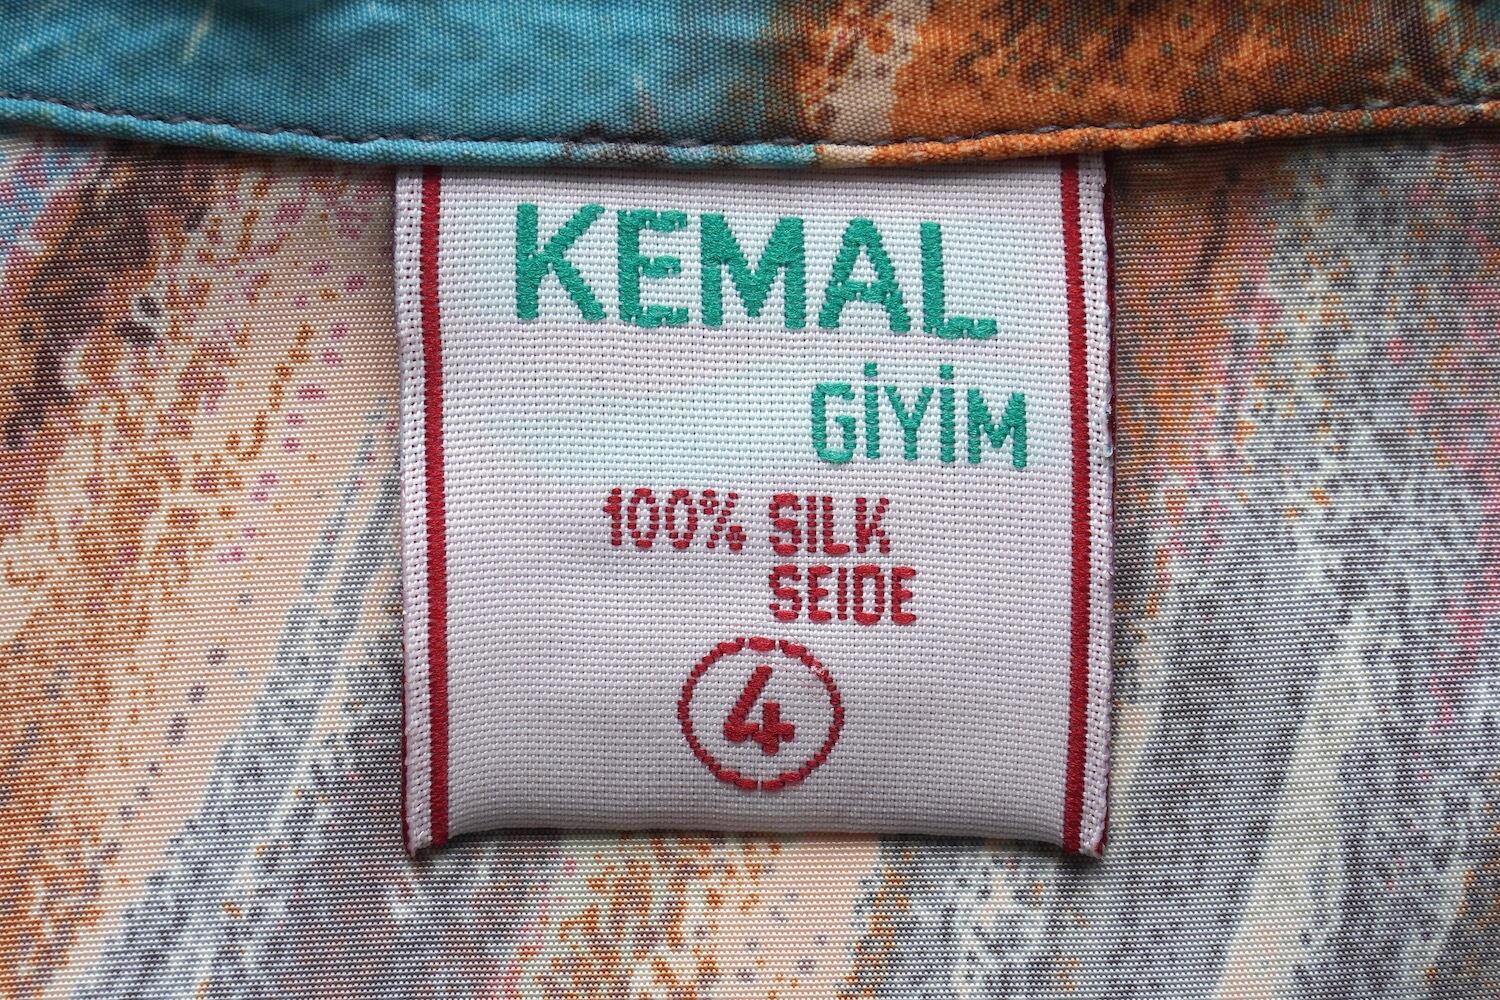 KEMAL
GİYİM
100% SILK
SEIDE
4